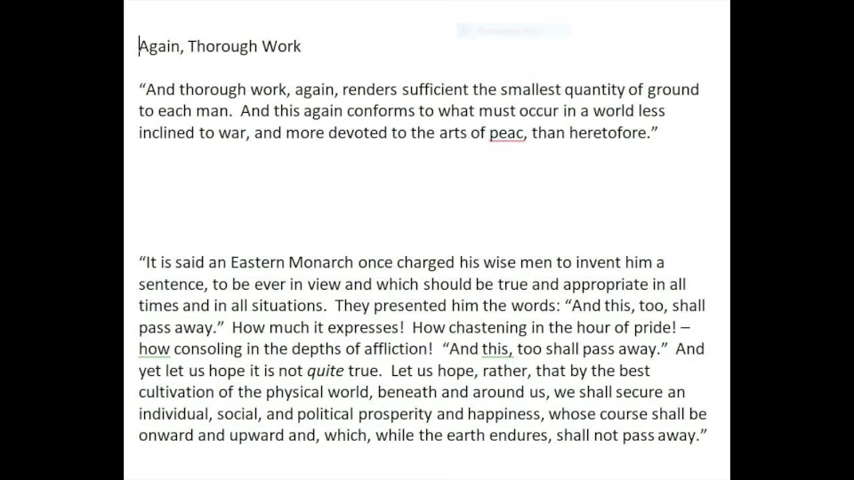 Again, Thorough Work
“And thorough work, again, renders sufficient the smallest quantity of ground
to each man.  And this again conforms to what must occur in a world less
inclined to war, and more devoted to the arts of peac, than heretofore.”
“It is said an Eastern Monarch once charged his wise men to invent him a
sentence, to be ever in view and which should be true and appropriate in all
times and in all situations.  They presented him the words: “And this, too, shall
pass away.”  How much it expresses!  How chastening in the hour of pride! –
how consoling in the depths of affliction!  “And this, too shall pass away.”  And
yet let us hope it is not quite true.  Let us hope, rather, that by the best
cultivation of the physical world, beneath and around us, we shall secure an
individual, social, and political prosperity and happiness, whose course shall be
onward and upward and, which, while the earth endures, shall not pass away.”